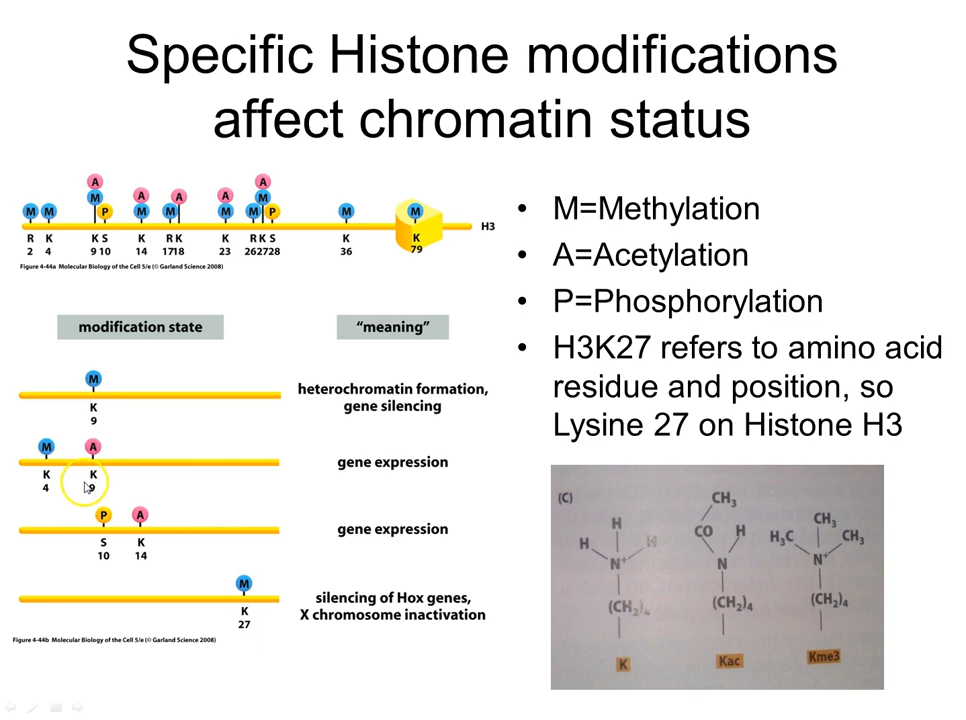 Specific Histone modifications
affect chromatin status
A A
M A A A M
M M P M M M M P M M
H3
R K K S K R K K R K S K K
2 4 9 10 14 17 18 23 26 27 28 36 79
Figure 4-44a Molecular Biology of the Cell 5/e (© Garland Science 2008)
modification state "meaning"
M
K
9
heterochromatin formation,
gene silencing
M A
K K
4 9
gene expression
P A
S K
10 14
gene expression
M
K
27
silencing of Hox genes,
X chromosome inactivation
Figure 4-44b Molecular Biology of the Cell 5/e (© Garland Science 2008)
• M=Methylation
• A=Acetylation
• P=Phosphorylation
• H3K27 refers to amino acid
residue and position, so
Lysine 27 on Histone H3
(C)
H
H H
N+
(CH2)4
K
CH3
CO H
N
(CH2)4
Kac
CH3
H3C CH3
N+
(CH2)4
Kme3